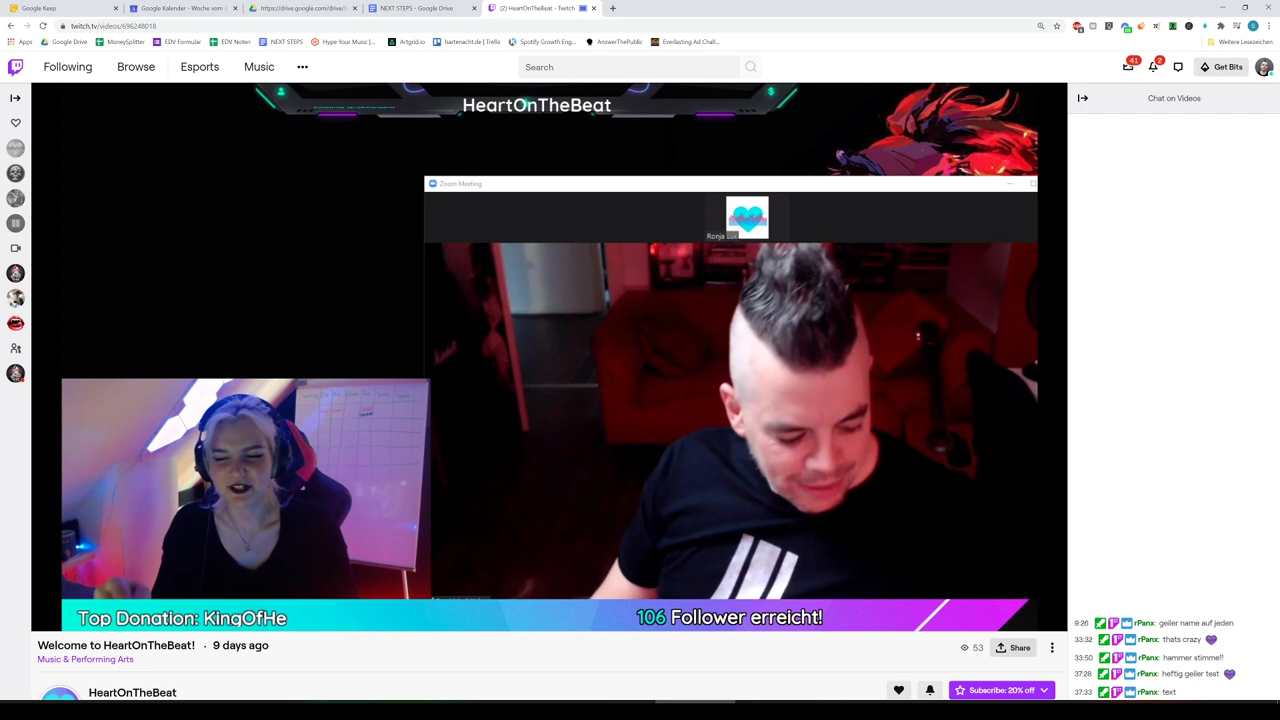 Google Keep
Google Kalender - Woche vom 3
https://drive.google.com/drive/f
NEXT STEPS - Google Drive
(2) HeartOnTheBeat - Twitch
twitch.tv/videos/696248018
Apps
Google Drive
MoneySplitter
EDV Formular
EDV Noten
NEXT STEPS
Hype Your Music |...
Artgrid.io
hartenacht.de | Trello
Spotify Growth Eng...
AnswerThePublic
Everlasting Ad Chall...
Weitere Lesezeichen
Following
Browse
Esports
Music
Search
41
2
Get Bits
HeartOnTheBeat
Chat on Videos
Zoom Meeting
Ronja Lux
Top Donation: KingOfHe
106 Follower erreicht!
9:26 rPanx: geiler name auf jeden
33:32 rPanx: thats crazy
33:50 rPanx: hammer stimme!!
37:28 rPanx: heftig geiler test
37:33 rPanx: text
Welcome to HeartOnTheBeat! · 9 days ago
53
Share
Music & Performing Arts
HeartOnTheBeat
Subscribe: 20% off